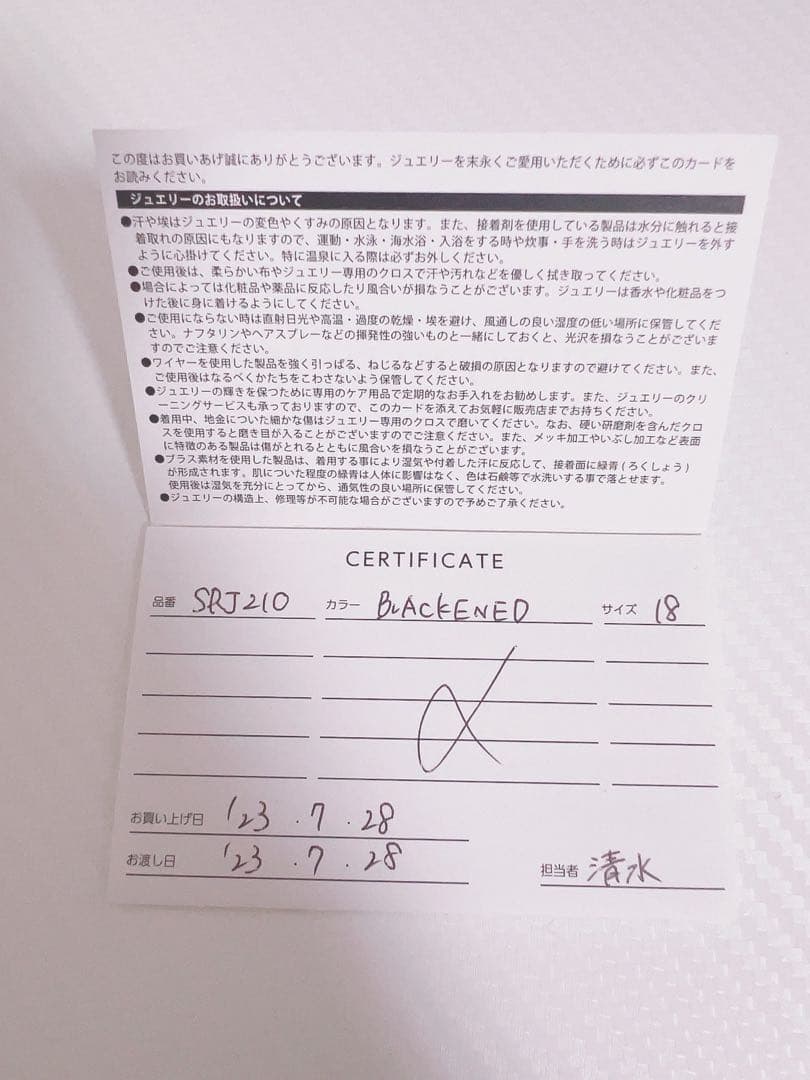 この度はお買いあげ誠にありがとうございます。ジュエリーを末永くご愛用いただくために必ずこのカードを
お読みください。
ジュエリーのお取扱いについて
●汗や埃はジュエリーの変色やくすみの原因となります。また、接着剤を使用している製品は水分に触れると接
着取れの原因にもなりますので、運動・水泳・海水浴・入浴をする時や炊事・手を洗う時はジュエリーを外す
ように心掛けてください。特に温泉に入る際は必ずお外しください。
●ご使用後は、柔らかい布やジュエリー専用のクロスで汗や汚れなどを優しく拭き取ってください。
●場合によっては化粧品や薬品に反応したり風合いが損なうことがございます。ジュエリーは香水や化粧品をつ
けた後に身に着けるようにしてください。
●ご使用にならない時は直射日光や高温・過度の乾燥・埃を避け、風通しの良い湿度の低い場所に保管してくだ
さい。ナフタリンやヘアスプレーなどの揮発性の強いものと一緒にしておくと、光沢を損なうことがございま
すのでご注意ください。
●ワイヤーを使用した製品を強く引っぱる、ねじるなどすると破損の原因となりますので避けてください。また、
ご使用後はなるべくかたちをこわさないよう保管してください。
●ジュエリーの輝きを保つために専用のケア用品で定期的なお手入れをお勧めします。また、ジュエリーのクリ
ーニングサービスも承っておりますので、このカードを添えてお気軽に販売店までお持ちください。
●着用中、地金についた細かな傷はジュエリー専用のクロスで磨いてください。なお、硬い研磨剤を含んだクロ
スを使用すると磨き目が入ることがございますのでご注意ください。また、メッキ加工やいぶし加工など表面
に特徴のある製品は傷がとれるとともに風合いを損なうことがございます。
●ブラス素材を使用した製品は、着用する事により湿気や付着した汗に反応して、接着面に緑青(ろくしょう)
が形成されます。肌についた程度の緑青は人体に影響はなく、色は石鹸等で水洗いする事で落とせます。
使用後は湿気を充分にとってから、通気性の良い場所に保管してください。
●ジュエリーの構造上、修理等が不可能な場合がございますので予めご了承ください。
CERTIFICATE
品番 SRJ210 カラー BLACKENED サイズ 18
お買い上げ日 '23.7.28
お渡し日 '23.7.28 担当者 清水